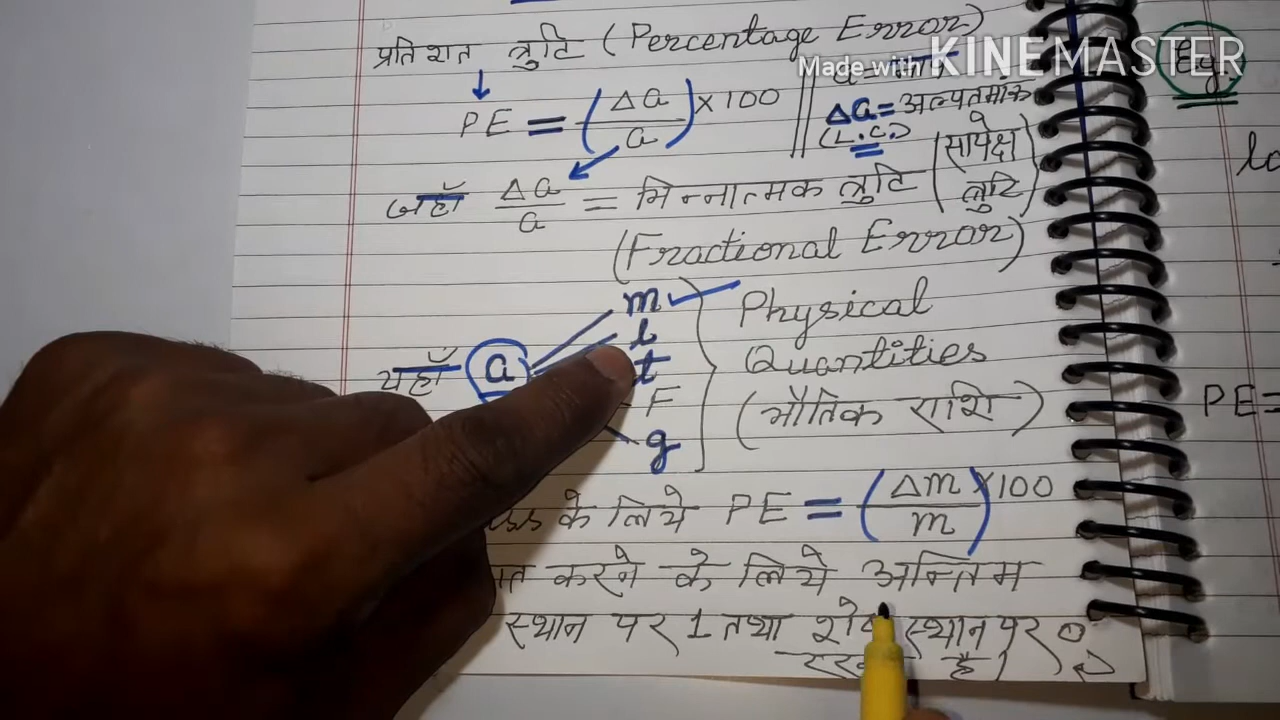 प्रतिशत त्रुटि (Percentage Error)
Made with KINEMASTER
PE = (Δa/a) × 100
a = माप
Δa = अल्पतमांक
(L.C.)
जहाँ Δa/a = भिन्नात्मक त्रुटि (सापेक्ष त्रुटि)
(Fractional Error)
यहाँ a
m
l
t
F
g
Physical
Quantities
(भौतिक राशि)
के लिये PE = (Δm/m) × 100
करने के लिये अन्तिम
स्थान पर 1 तथा शेष स्थान पर 0
है।
Eg.
PE=